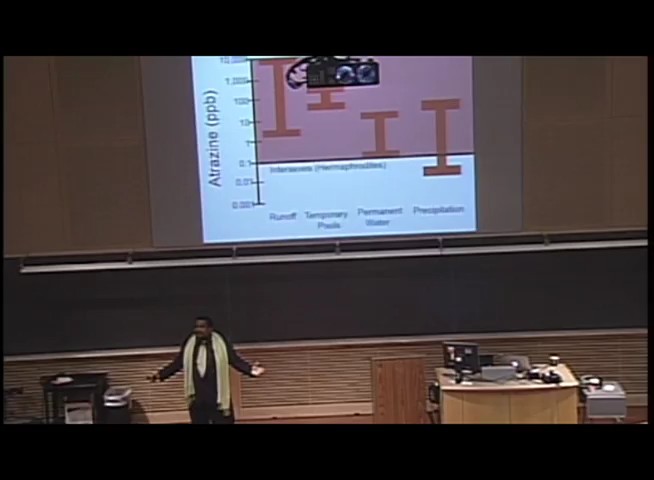 Atrazine (ppb)
10,000
1,000
100
10
1
0.1
0.01
0.001
Intersexes (Hermaphrodites)
Runoff
Temporary
Pools
Permanent
Water
Precipitation